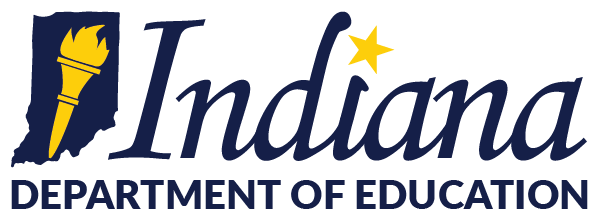 Indiana
DEPARTMENT OF EDUCATION